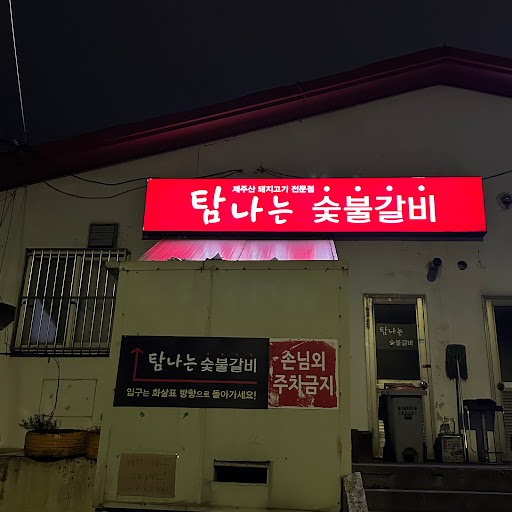 제주산 돼지고기 전문점
탐나는 숯불갈비
탐나는 숯불갈비
입구는 화살표 방향으로 돌아가세요!
손님외
주차금지
탐나는
숯불갈비